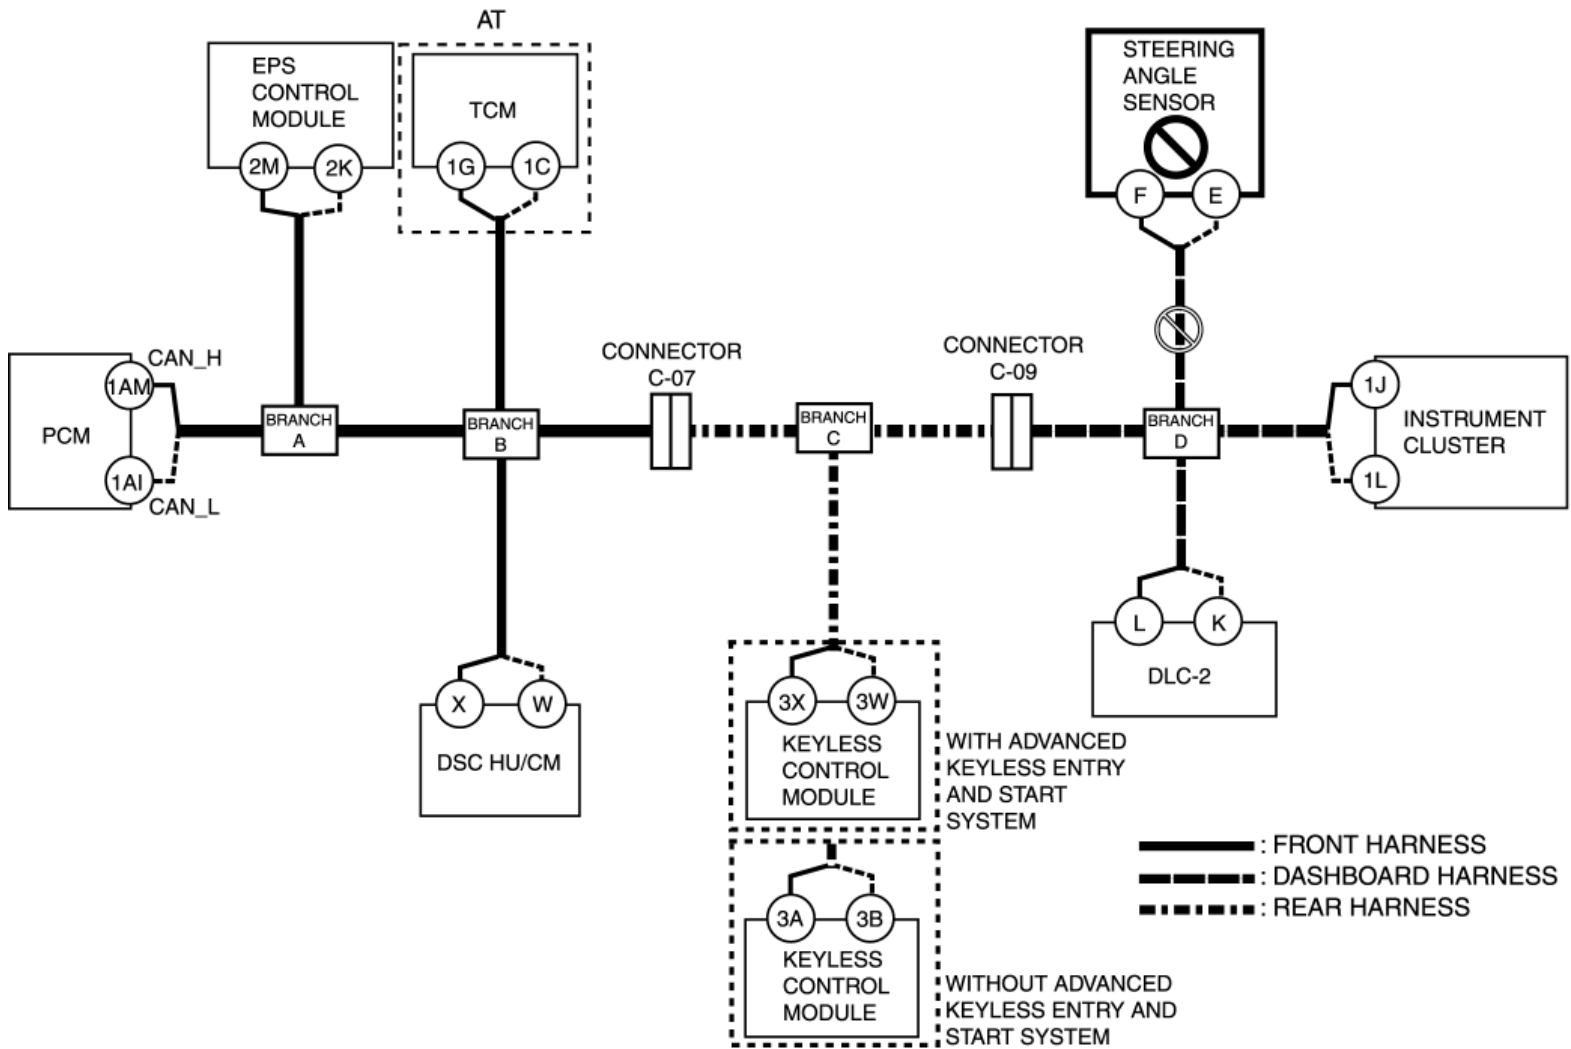 AT
EPS
CONTROL
MODULE
2M
2K
TCM
1G
1C
STEERING
ANGLE
SENSOR
F
E
PCM
1AM
CAN_H
1AI
CAN_L
BRANCH
A
BRANCH
B
CONNECTOR
C-07
BRANCH
C
CONNECTOR
C-09
BRANCH
D
1J
1L
INSTRUMENT
CLUSTER
X
W
DSC HU/CM
3X
3W
KEYLESS
CONTROL
MODULE
WITH ADVANCED
KEYLESS ENTRY
AND START
SYSTEM
L
K
DLC-2
3A
3B
KEYLESS
CONTROL
MODULE
WITHOUT ADVANCED
KEYLESS ENTRY AND
START SYSTEM
: FRONT HARNESS
: DASHBOARD HARNESS
: REAR HARNESS